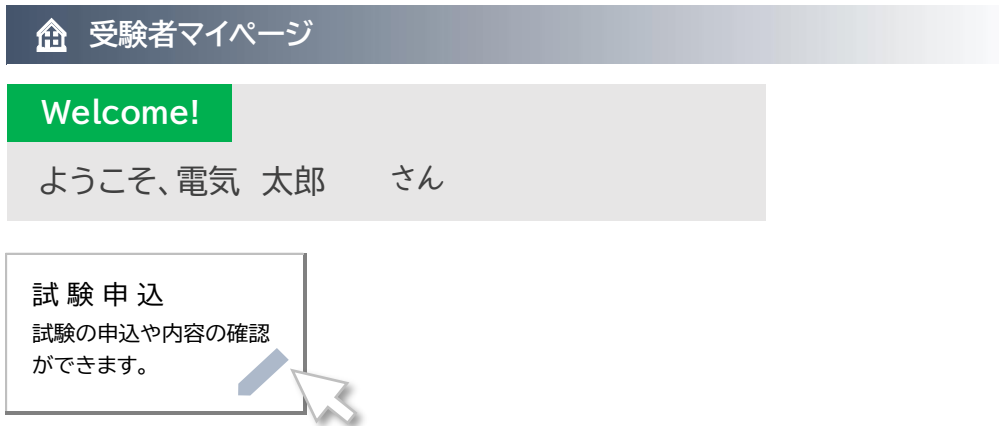 受験者マイページ
Welcome!
ようこそ、電気 太郎 さん
試験申込
試験の申込や内容の確認
ができます。